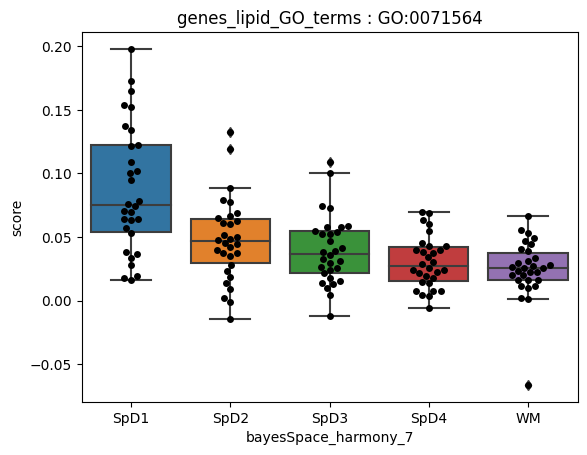 genes_lipid_GO_terms : GO:0071564
0.20
0.15
0.10
0.05
0.00
−0.05
score
SpD1 SpD2 SpD3 SpD4 WM
bayesSpace_harmony_7